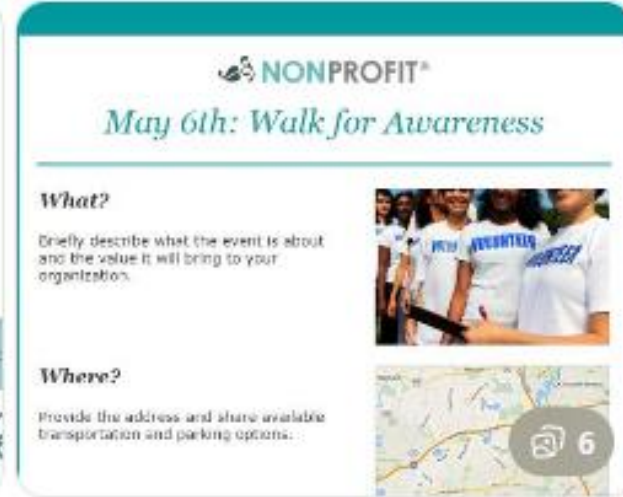 NONPROFIT®
May 6th: Walk for Awareness
What?
Briefly describe what the event is about
and the value it will bring to your
organization.
VOLUNTEER
Where?
Provide the address and share available
transportation and parking options.
6